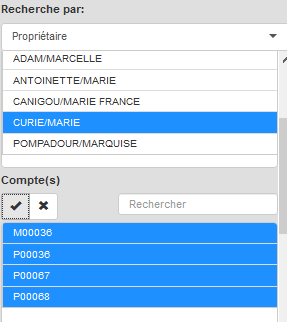 Recherche par:
Propriétaire
ADAM/MARCELLE
ANTOINETTE/MARIE
CANIGOU/MARIE FRANCE
CURIE/MARIE
POMPADOUR/MARQUISE
Compte(s)
Rechercher
M00036
P00036
P00067
P00068